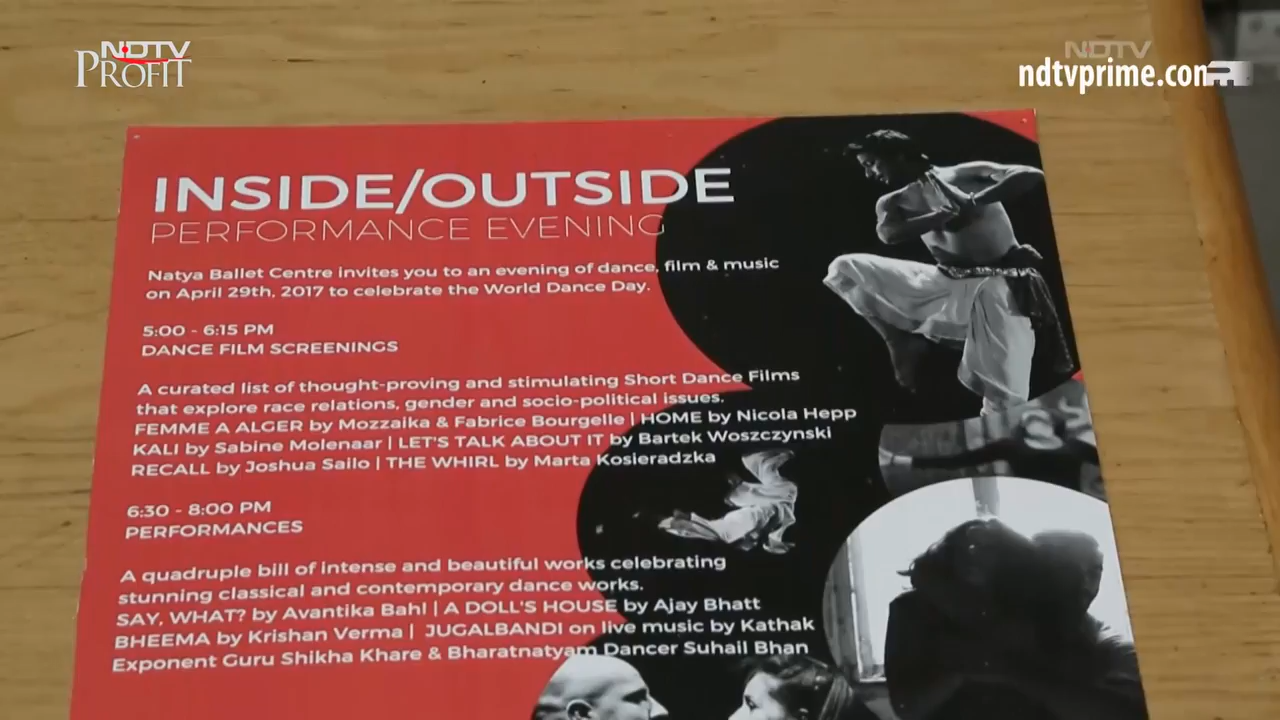 NDTV
PROFIT
NDTV
ndtvprime.com
INSIDE/OUTSIDE
PERFORMANCE EVENING
Natya Ballet Centre invites you to an evening of dance, film & music
on April 29th, 2017 to celebrate the World Dance Day.
5:00 - 6:15 PM
DANCE FILM SCREENINGS
A curated list of thought-proving and stimulating Short Dance Films
that explore race relations, gender and socio-political issues.
FEMME A ALGER by Mozzaika & Fabrice Bourgelle | HOME by Nicola Hepp
KALI by Sabine Molenaar | LET'S TALK ABOUT IT by Bartek Woszczynski
RECALL by Joshua Sailo | THE WHIRL by Marta Kosieradzka
6:30 - 8:00 PM
PERFORMANCES
A quadruple bill of intense and beautiful works celebrating
stunning classical and contemporary dance works.
SAY, WHAT? by Avantika Bahl | A DOLL'S HOUSE by Ajay Bhatt
BHEEMA by Krishan Verma | JUGALBANDI on live music by Kathak
Exponent Guru Shikha Khare & Bharatnatyam Dancer Suhail Bhan